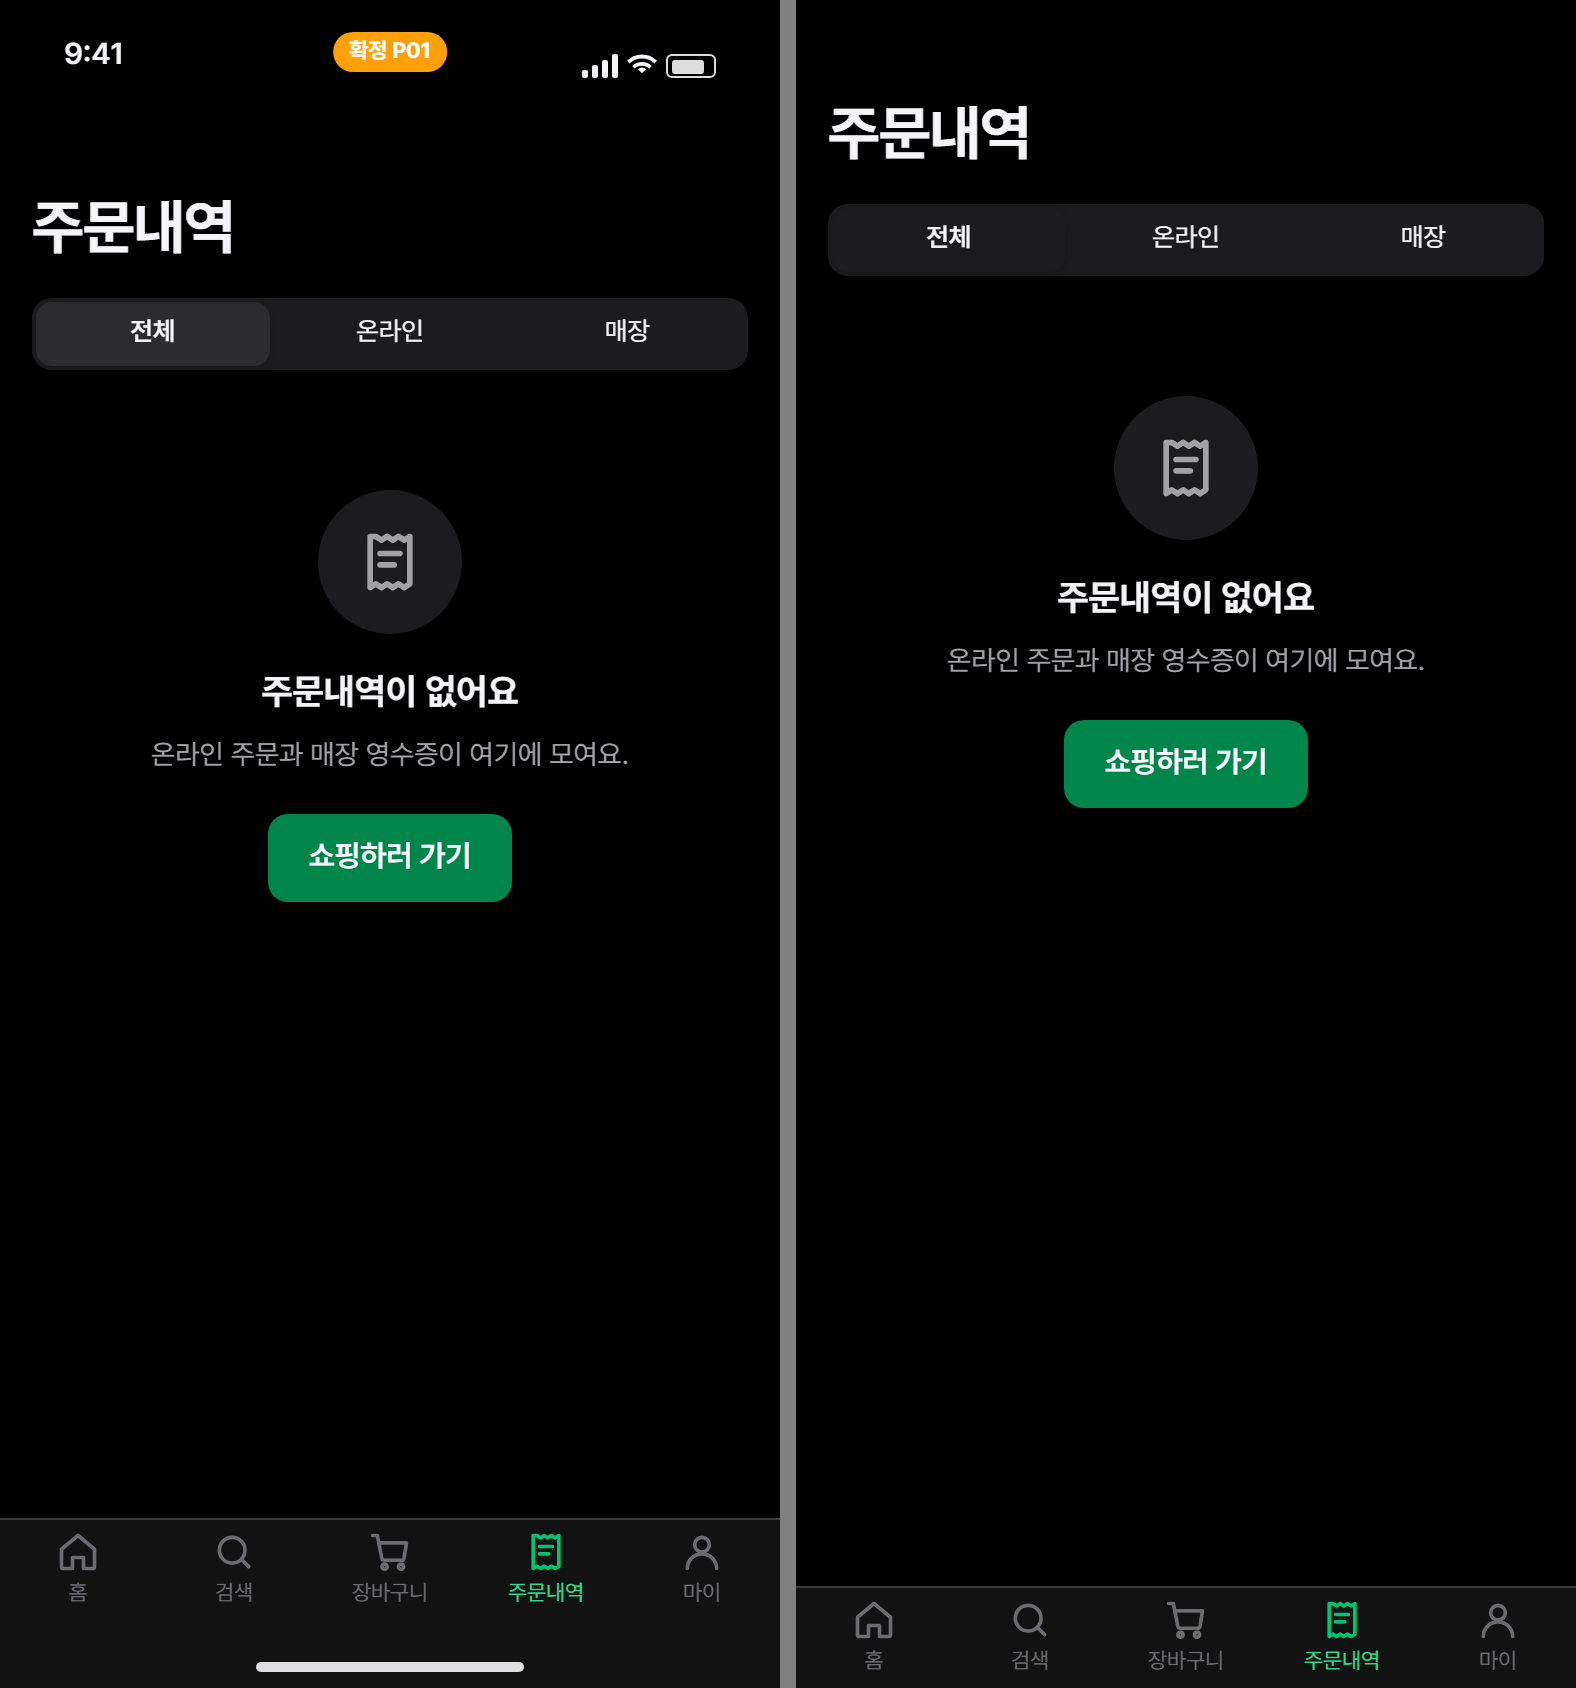 9:41
확정 P01
주문내역
전체 온라인 매장
주문내역이 없어요
온라인 주문과 매장 영수증이 여기에 모여요.
쇼핑하러 가기
홈 검색 장바구니 주문내역 마이
주문내역
전체 온라인 매장
주문내역이 없어요
온라인 주문과 매장 영수증이 여기에 모여요.
쇼핑하러 가기
홈 검색 장바구니 주문내역 마이